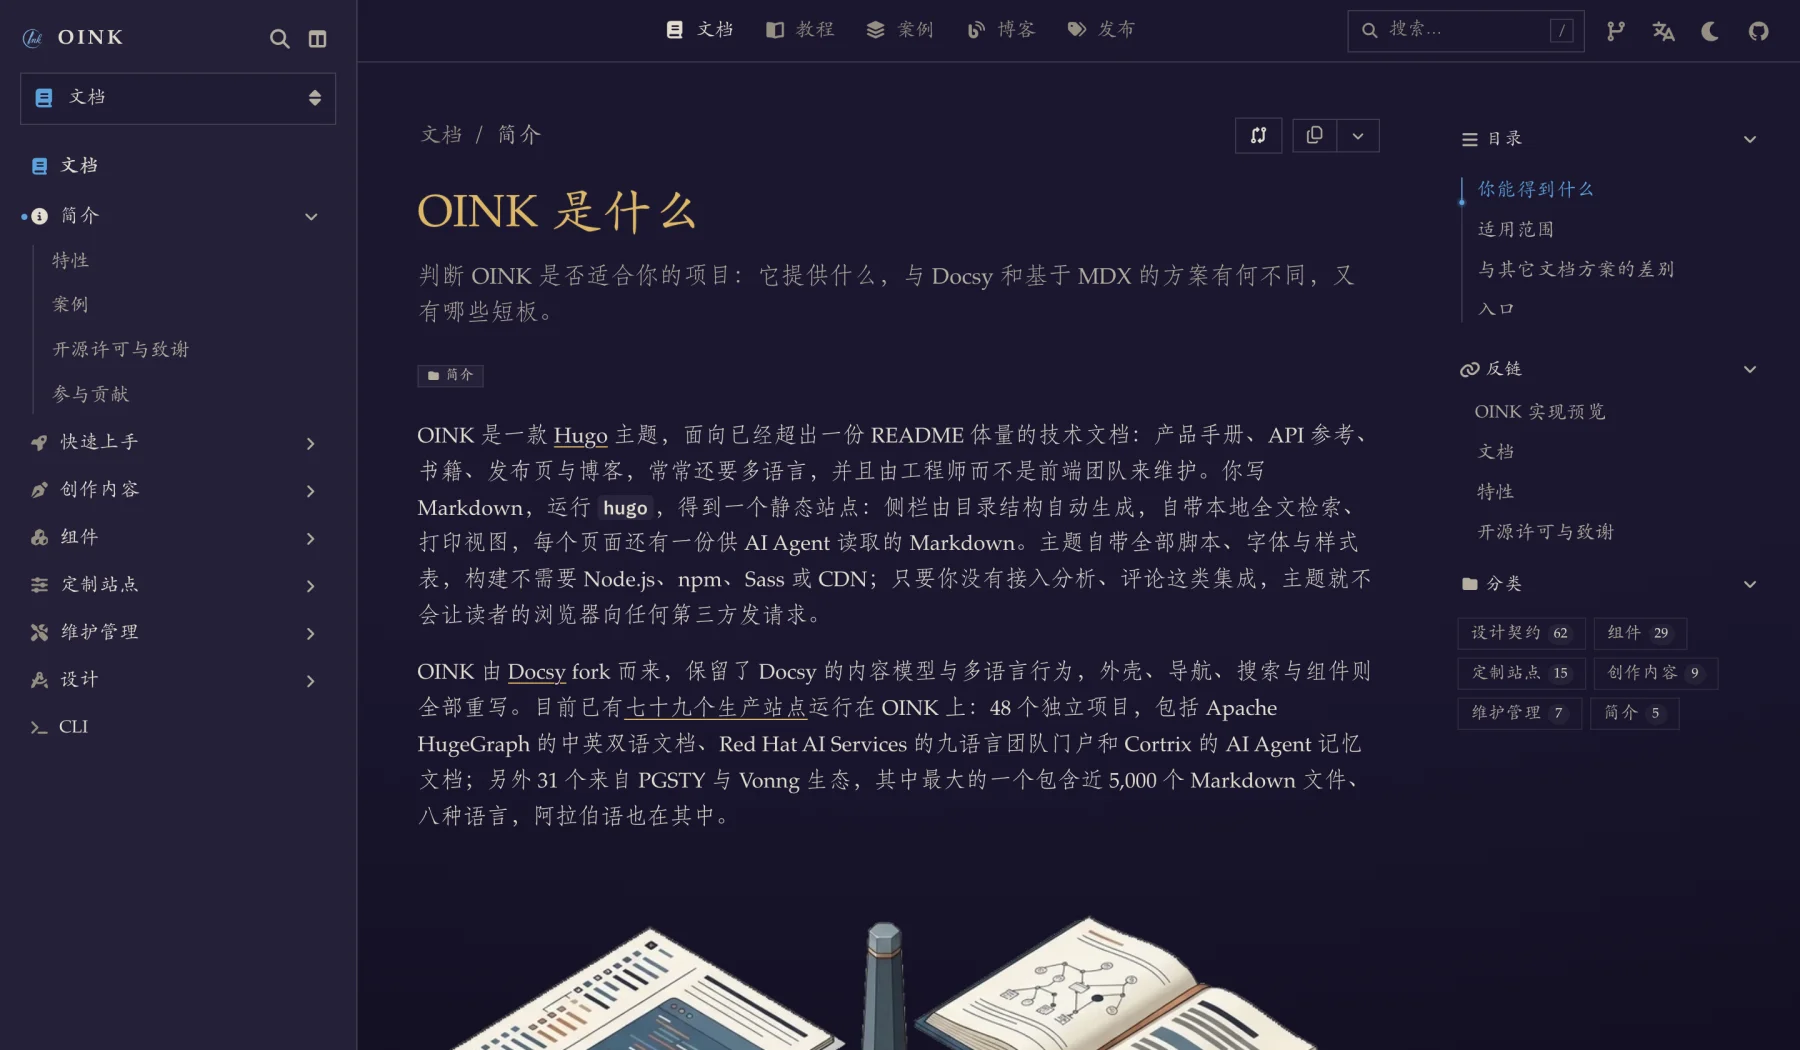 OINK
文档
文档
简介
特性
案例
开源许可与致谢
参与贡献
快速上手
创作内容
组件
定制站点
维护管理
设计
CLI
文档 教程 案例 博客 发布
搜索... /
文档 / 简介
OINK 是什么
判断 OINK 是否适合你的项目：它提供什么，与 Docsy 和基于 MDX 的方案有何不同，又
有哪些短板。
简介
OINK 是一款 Hugo 主题，面向已经超出一份 README 体量的技术文档：产品手册、API 参考、
书籍、发布页与博客，常常还要多语言，并且由工程师而不是前端团队来维护。你写
Markdown，运行 hugo，得到一个静态站点：侧栏由目录结构自动生成，自带本地全文检索、
打印视图，每个页面还有一份供 AI Agent 读取的 Markdown。主题自带全部脚本、字体与样式
表，构建不需要 Node.js、npm、Sass 或 CDN；只要你没有接入分析、评论这类集成，主题就不
会让读者的浏览器向任何第三方发请求。
OINK 由 Docsy fork 而来，保留了 Docsy 的内容模型与多语言行为，外壳、导航、搜索与组件则
全部重写。目前已有七十九个生产站点运行在 OINK 上：48 个独立项目，包括 Apache
HugeGraph 的中英双语文档、Red Hat AI Services 的九语言团队门户和 Cortrix 的 AI Agent 记忆
文档；另外 31 个来自 PGSTY 与 Vonng 生态，其中最大的一个包含近 5,000 个 Markdown 文件、
八种语言，阿拉伯语也在其中。
目录
你能得到什么
适用范围
与其它文档方案的差别
入口
反链
OINK 实现预览
文档
特性
开源许可与致谢
分类
设计契约 62 组件 29
定制站点 15 创作内容 9
维护管理 7 简介 5